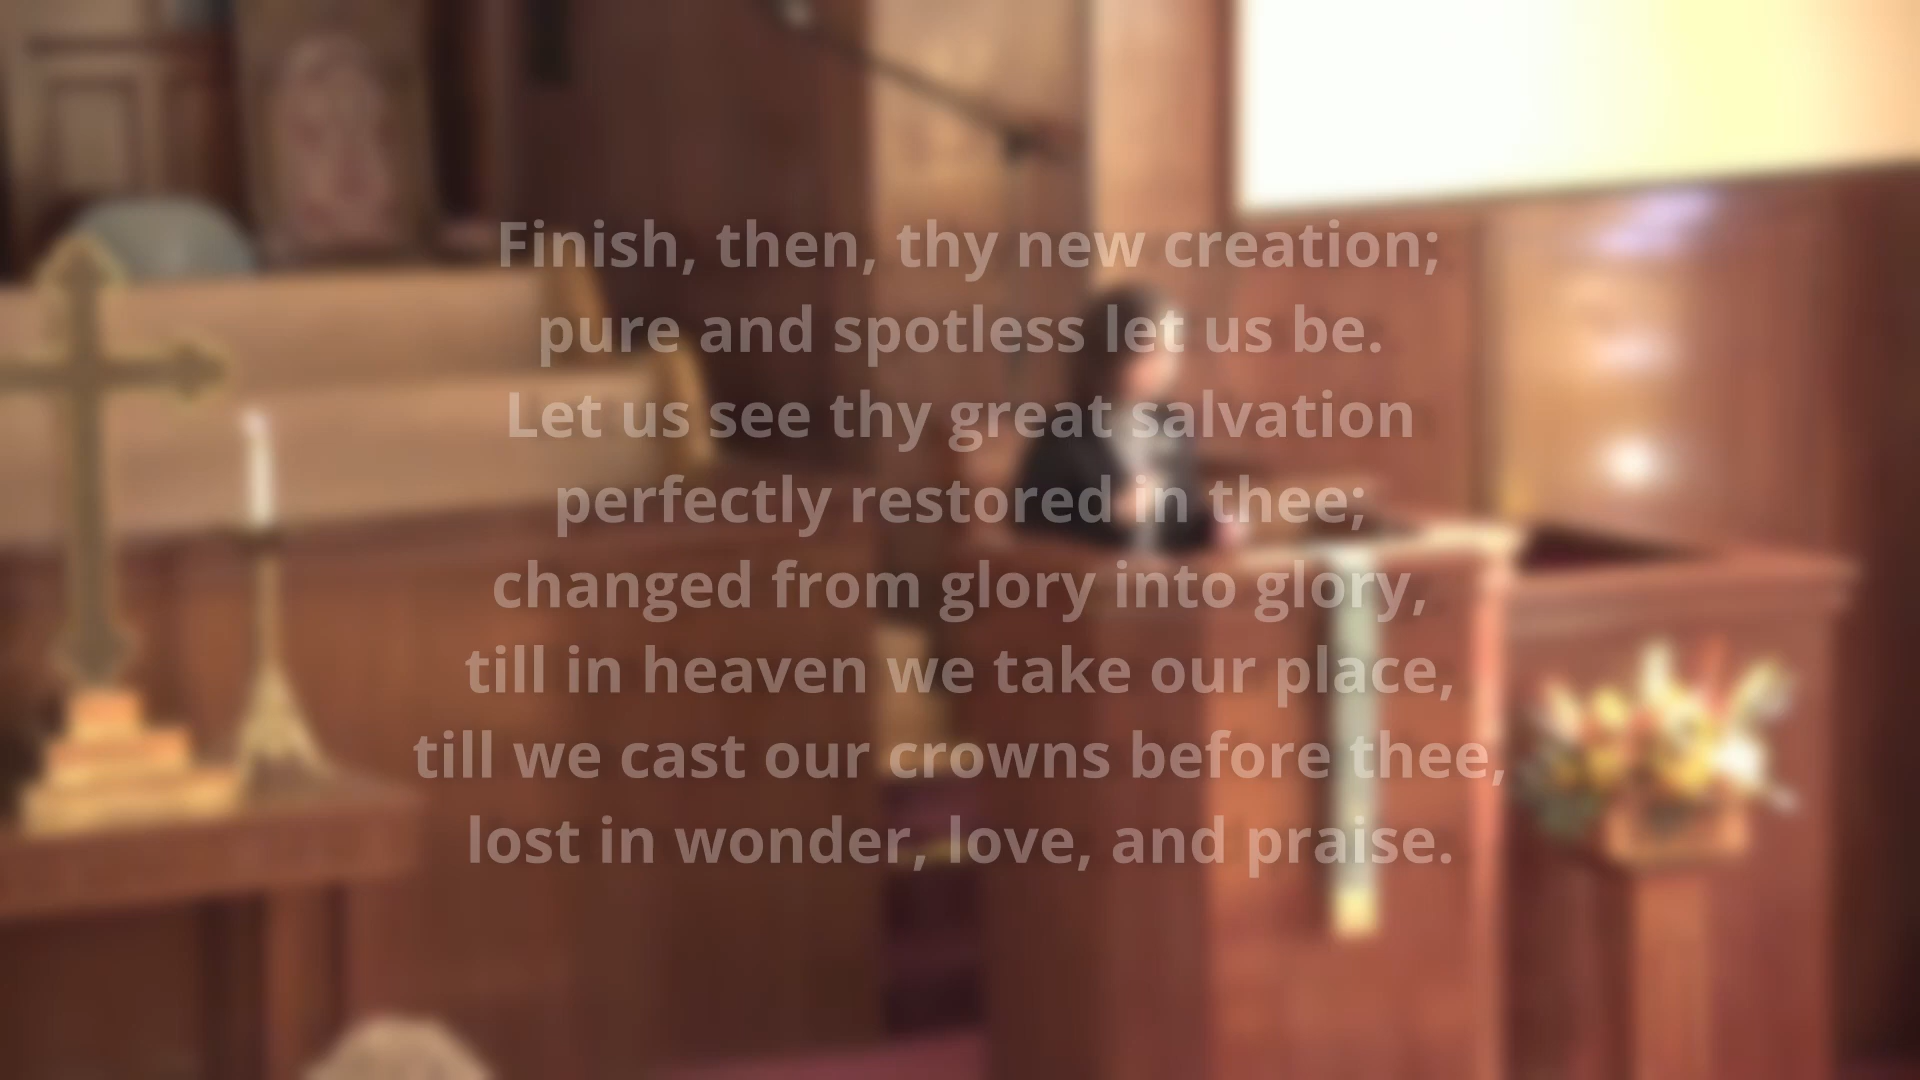 Finish, then, thy new creation;
pure and spotless let us be.
Let us see thy great salvation
perfectly restored in thee;
changed from glory into glory,
till in heaven we take our place,
till we cast our crowns before thee,
lost in wonder, love, and praise.